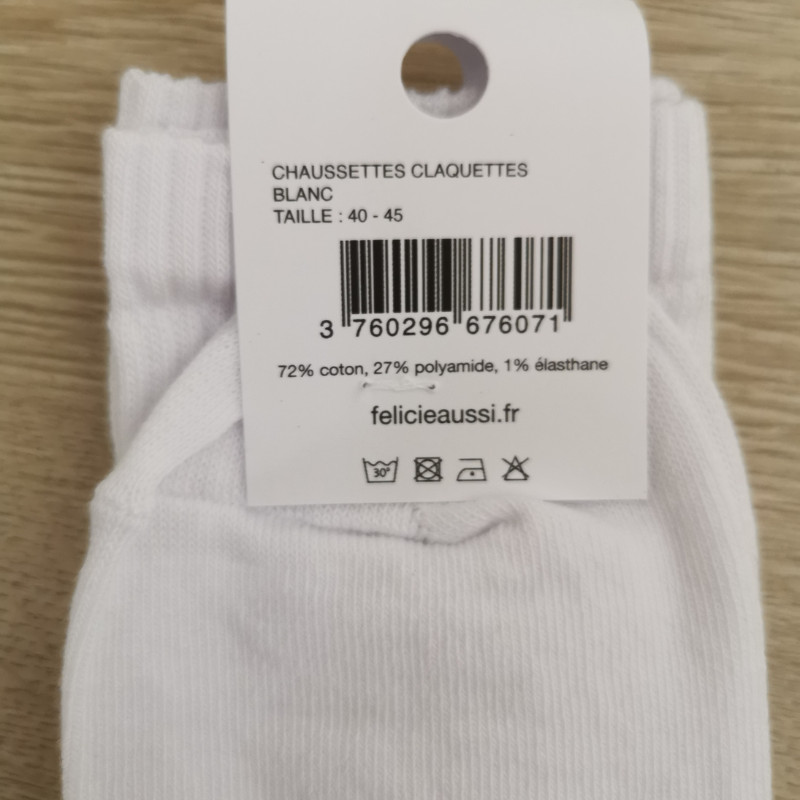 CHAUSSETTES CLAQUETTES
BLANC
TAILLE : 40 - 45
3 760296 676071
72% coton, 27% polyamide, 1% élasthane
felicieaussi.fr
30°